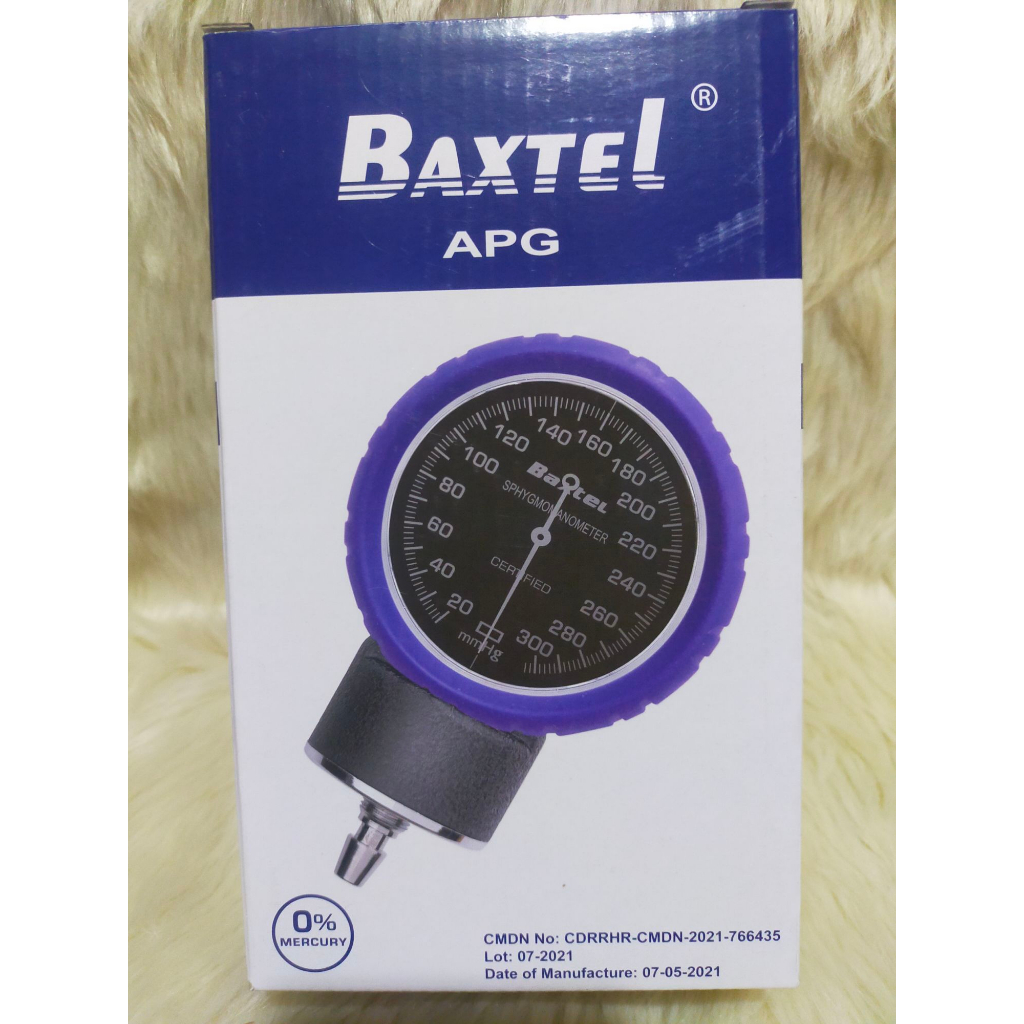 BAXTEL ®
APG
120 140 160 180
100 200
80 220
60 240
40 260
20 280
300
Baxtel
SPHYGMOMANOMETER
CERTIFIED
mmHg
0%
MERCURY
CMDN No: CDRRHR-CMDN-2021-766435
Lot: 07-2021
Date of Manufacture: 07-05-2021